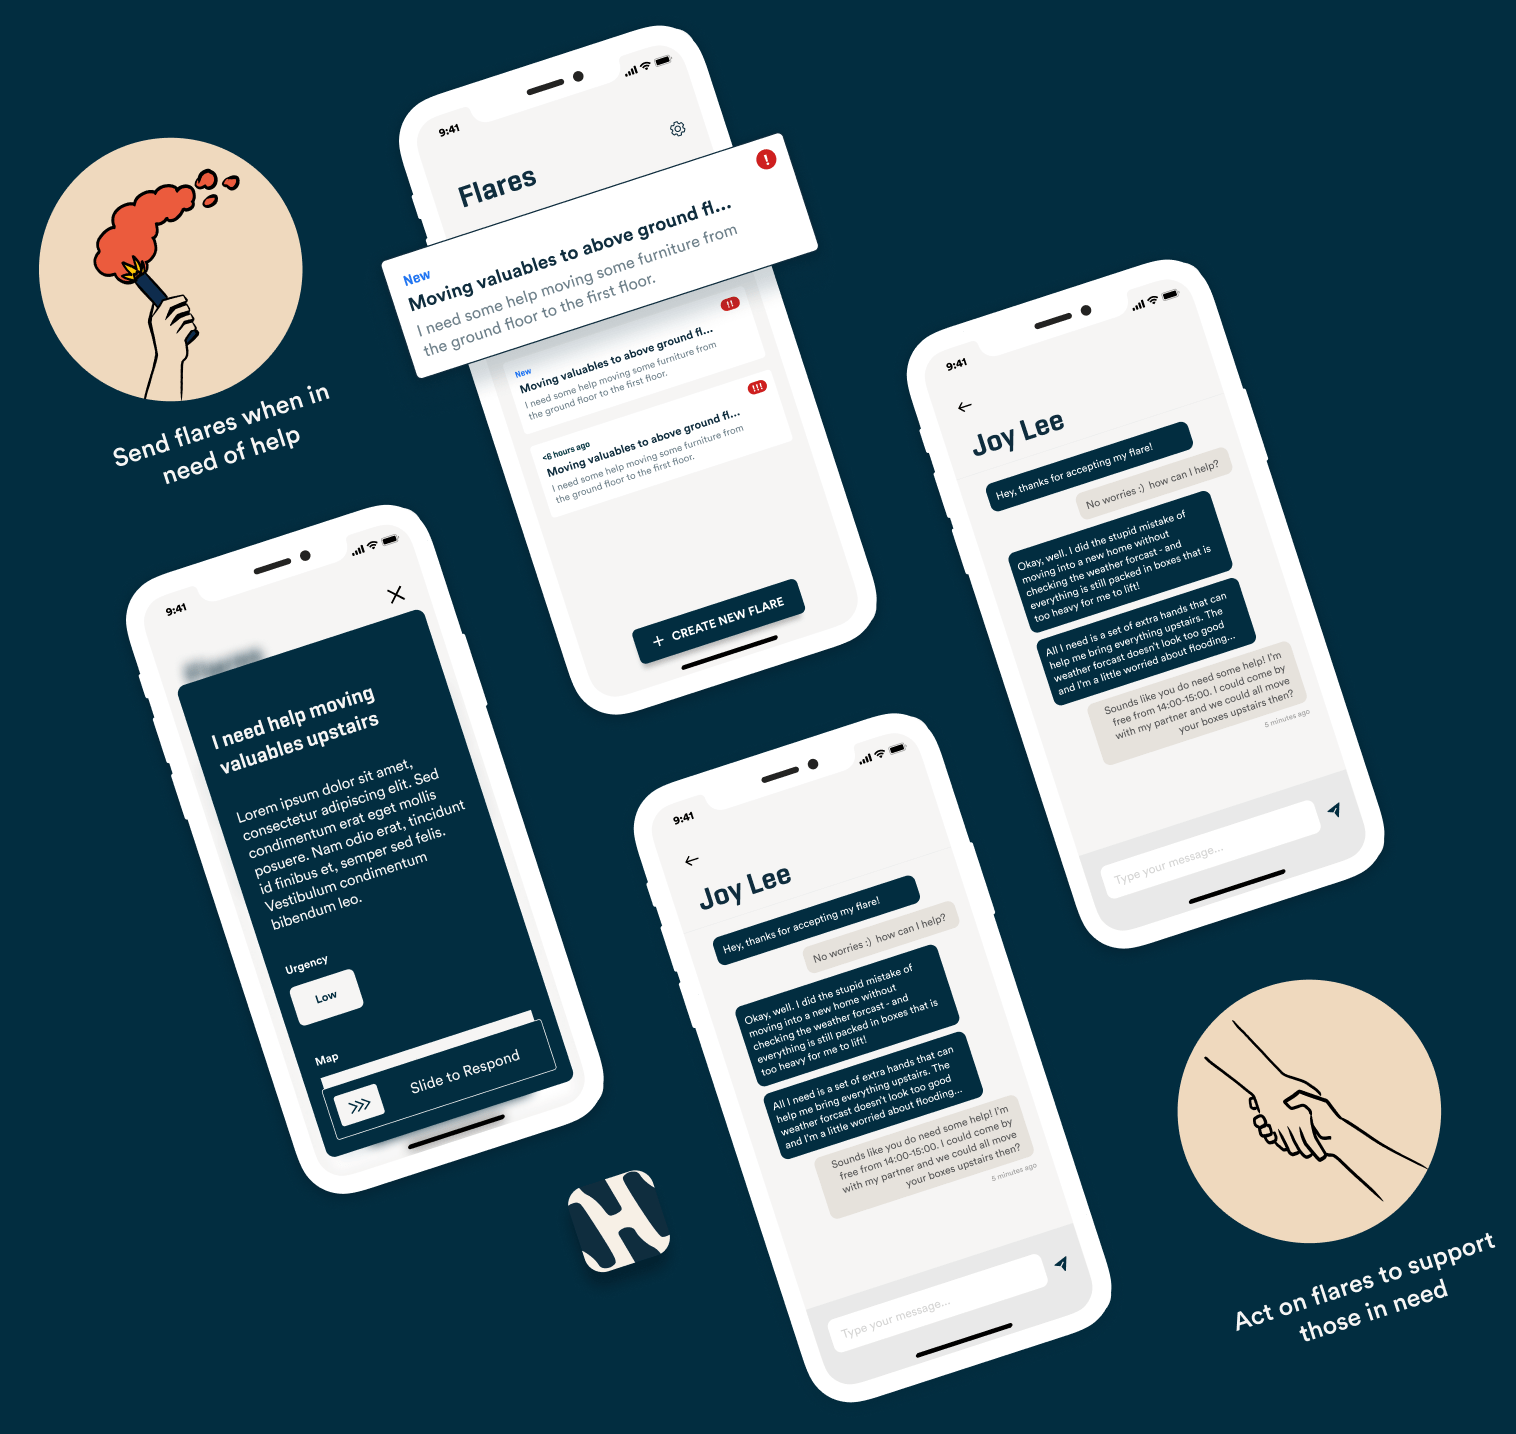 9:41
Flares
New
Moving valuables to above ground fl...
I need some help moving some furniture from
the ground floor to the first floor.
New
Moving valuables to above ground fl...
I need some help moving some furniture from
the ground floor to the first floor.
<6 hours ago
Moving valuables to above ground fl...
I need some help moving some furniture from
the ground floor to the first floor.
+ CREATE NEW FLARE
Send flares when in
need of help
9:41
Flares
I need help moving
valuables upstairs
Lorem ipsum dolor sit amet,
consectetur adipiscing elit. Sed
condimentum erat eget mollis
posuere. Nam odio erat, tincidunt
id finibus et, semper sed felis.
Vestibulum condimentum
bibendum leo.
Urgency
Low
Map
Slide to Respond
9:41
Joy Lee
Hey, thanks for accepting my flare!
No worries :) how can I help?
Okay, well. I did the stupid mistake of
moving into a new home without
checking the weather forcast - and
everything is still packed in boxes that is
too heavy for me to lift!
All I need is a set of extra hands that can
help me bring everything upstairs. The
weather forcast doesn't look too good
and I'm a little worried about flooding...
Sounds like you do need some help! I'm
free from 14:00-15:00. I could come by
with my partner and we could all move
your boxes upstairs then?
5 minutes ago
Type your message...
9:41
Joy Lee
Hey, thanks for accepting my flare!
No worries :) how can I help?
Okay, well. I did the stupid mistake of
moving into a new home without
checking the weather forcast - and
everything is still packed in boxes that is
too heavy for me to lift!
All I need is a set of extra hands that can
help me bring everything upstairs. The
weather forcast doesn't look too good
and I'm a little worried about flooding...
Sounds like you do need some help! I'm
free from 14:00-15:00. I could come by
with my partner and we could all move
your boxes upstairs then?
5 minutes ago
Type your message...
H
Act on flares to support
those in need